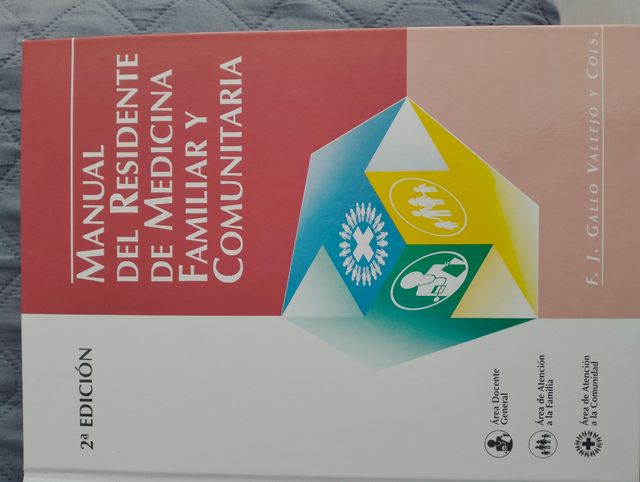 MANUAL
DEL RESIDENTE
DE MEDICINA
FAMILIAR Y
COMUNITARIA
2ª EDICIÓN
F. J. GALLO VALLEJO Y COLS.
Área Docente
General
Área de Atención
a la Familia
Área de Atención
a la Comunidad